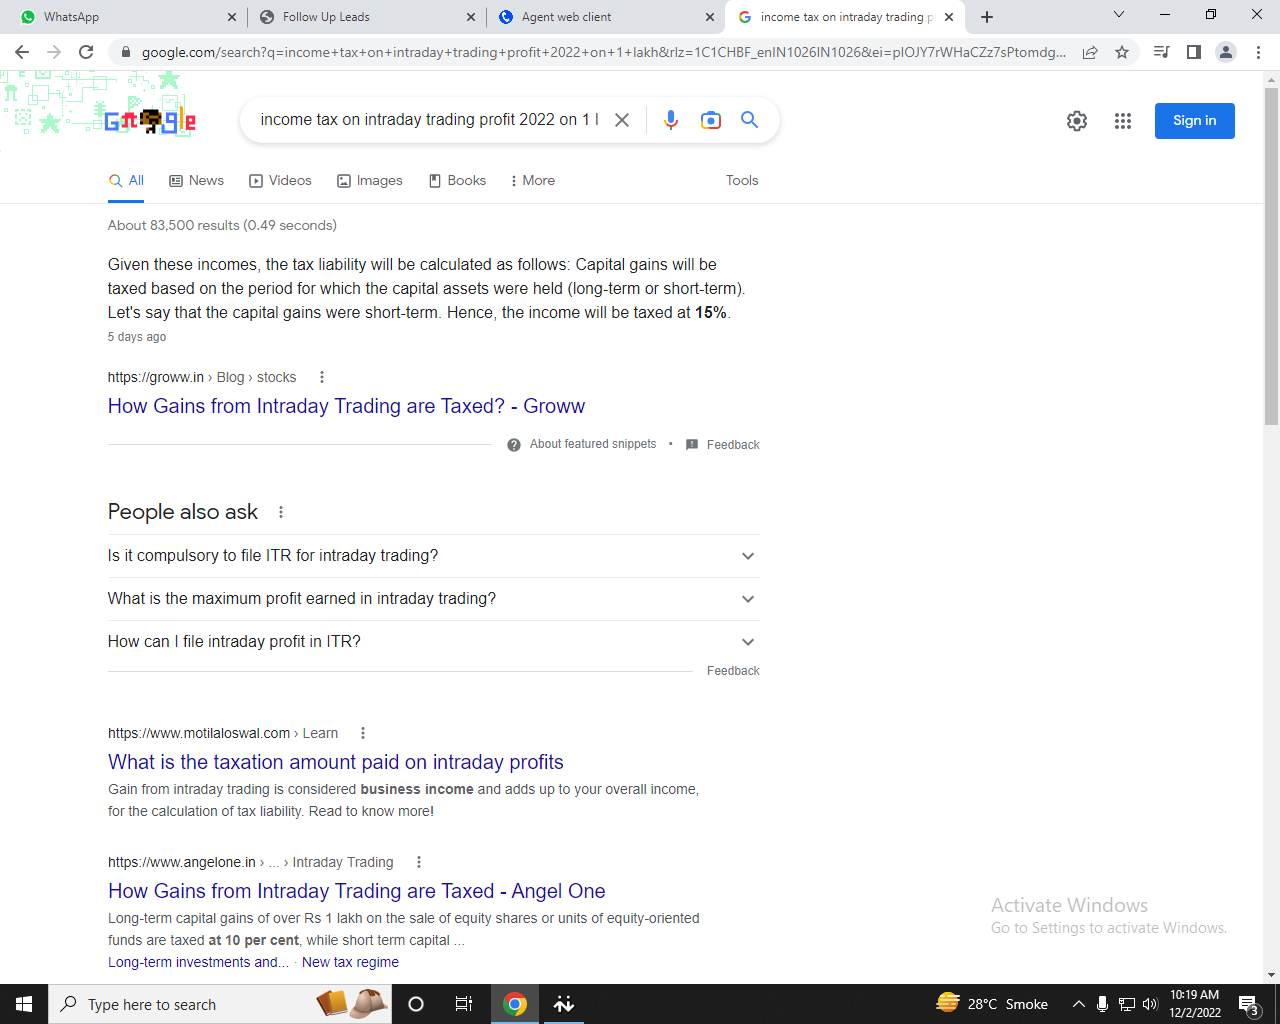 WhatsApp
Follow Up Leads
Agent web client
income tax on intraday trading p
google.com/search?q=income+tax+on+intraday+trading+profit+2022+on+1+lakh&rlz=1C1CHBF_enIN1026IN1026&ei=pIOJY7rWHaCZz7sPtomdg...
Google
income tax on intraday trading profit 2022 on 1 l
Sign in
All
News
Videos
Images
Books
More
Tools
About 83,500 results (0.49 seconds)
Given these incomes, the tax liability will be calculated as follows: Capital gains will be
taxed based on the period for which the capital assets were held (long-term or short-term).
Let's say that the capital gains were short-term. Hence, the income will be taxed at 15%.
5 days ago
https://groww.in › Blog › stocks
How Gains from Intraday Trading are Taxed? - Groww
About featured snippets • Feedback
People also ask
Is it compulsory to file ITR for intraday trading?
What is the maximum profit earned in intraday trading?
How can I file intraday profit in ITR?
Feedback
https://www.motilaloswal.com › Learn
What is the taxation amount paid on intraday profits
Gain from intraday trading is considered business income and adds up to your overall income,
for the calculation of tax liability. Read to know more!
https://www.angelone.in › ... › Intraday Trading
How Gains from Intraday Trading are Taxed - Angel One
Long-term capital gains of over Rs 1 lakh on the sale of equity shares or units of equity-oriented
funds are taxed at 10 per cent, while short term capital ...
Long-term investments and... · New tax regime
Activate Windows
Go to Settings to activate Windows.
Type here to search
28°C Smoke
10:19 AM
12/2/2022
3